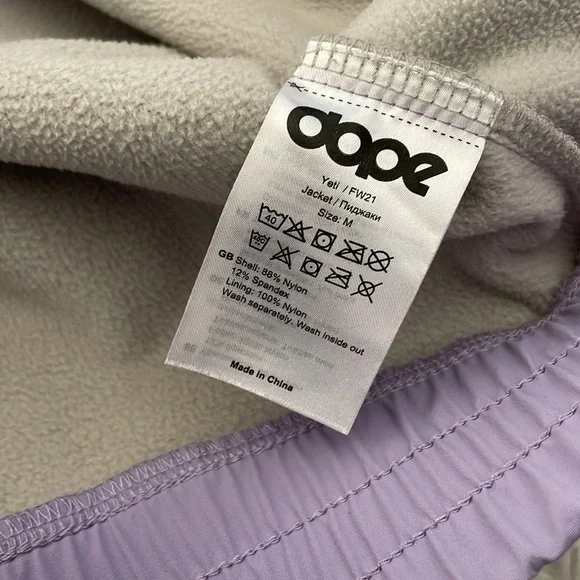 dope
Yeti / FW21
Jacket / Пиджаки
Size: M
40
40C
GB Shell: 88% Nylon
12% Spandex
Lining: 100% Nylon
Wash separately. Wash inside out
Made in China